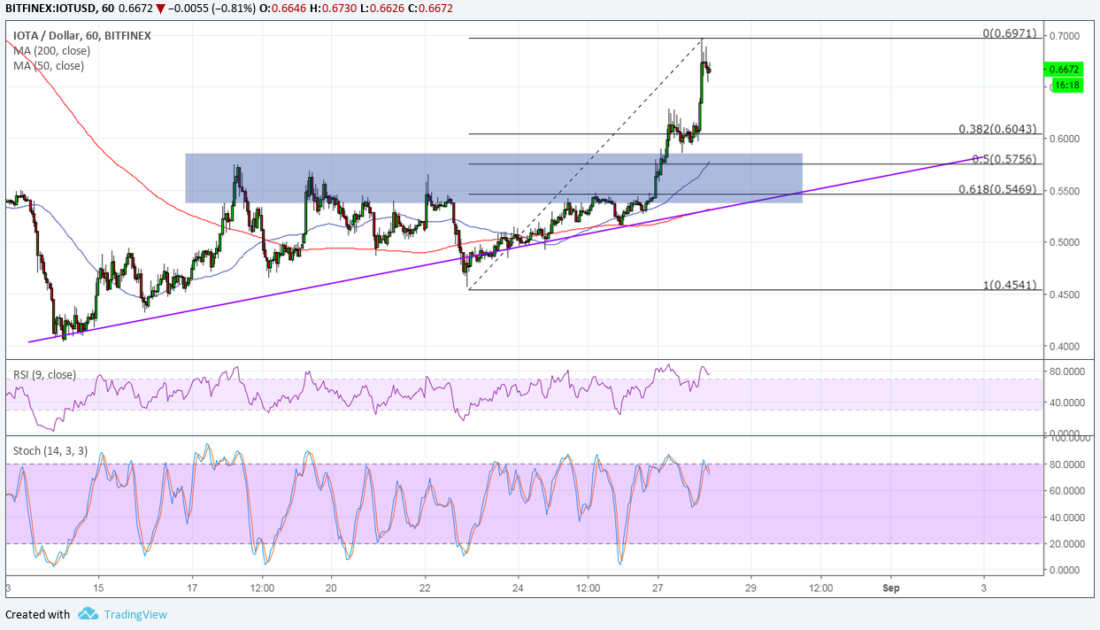 BITFINEX:IOTUSD, 60 0.6672 ▼ −0.0055 (−0.81%) O:0.6646 H:0.6730 L:0.6626 C:0.6672
IOTA / Dollar, 60, BITFINEX
MA (200, close)
MA (50, close)
0(0.6971)
0.382(0.6043)
0.5(0.5756)
0.618(0.5469)
1(0.4541)
0.7000
0.6672
16:18
0.6000
0.5500
0.5000
0.4500
0.4000
RSI (9, close)
80.0000
40.0000
0.0000
Stoch (14, 3, 3)
100.0000
80.0000
60.0000
40.0000
20.0000
0.0000
3 15 17 12:00 20 22 24 12:00 27 29 12:00 Sep 3
Created with TradingView